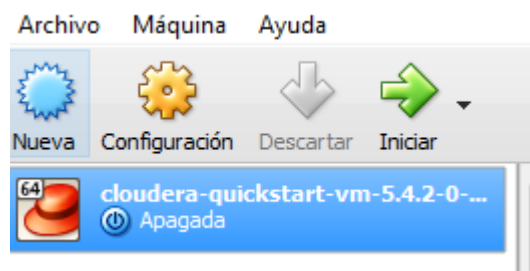 Archivo Máquina Ayuda
Nueva Configuración Descartar Iniciar
64 cloudera-quickstart-vm-5.4.2-0-...
Apagada